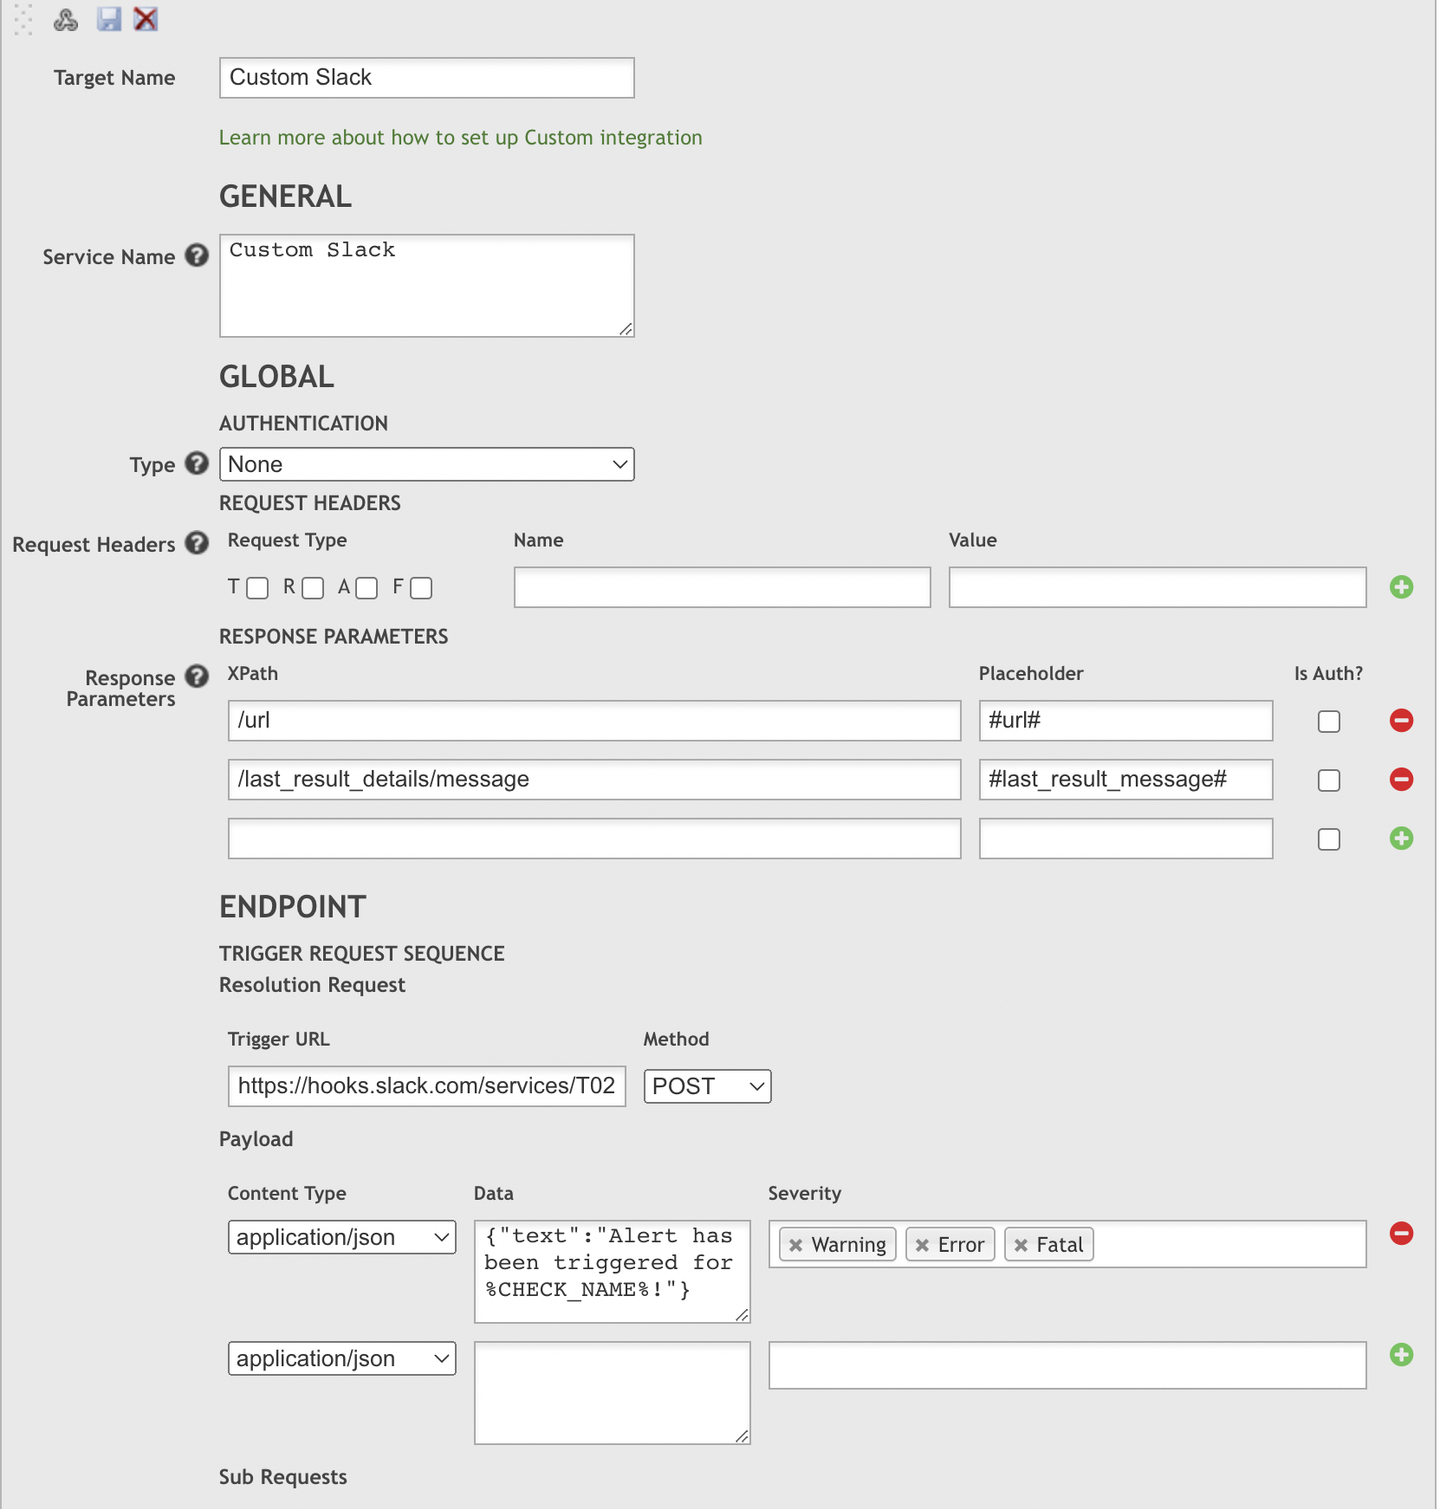 Target Name
Custom Slack
Learn more about how to set up Custom integration
GENERAL
Service Name
Custom Slack
GLOBAL
AUTHENTICATION
Type
None
REQUEST HEADERS
Request Headers
Request Type Name Value
T R A F
RESPONSE PARAMETERS
Response
Parameters
XPath Placeholder Is Auth?
/url #url#
/last_result_details/message #last_result_message#
ENDPOINT
TRIGGER REQUEST SEQUENCE
Resolution Request
Trigger URL Method
https://hooks.slack.com/services/T02 POST
Payload
Content Type Data Severity
application/json
{"text":"Alert has
been triggered for
%CHECK_NAME%!"}
Warning Error Fatal
application/json
Sub Requests